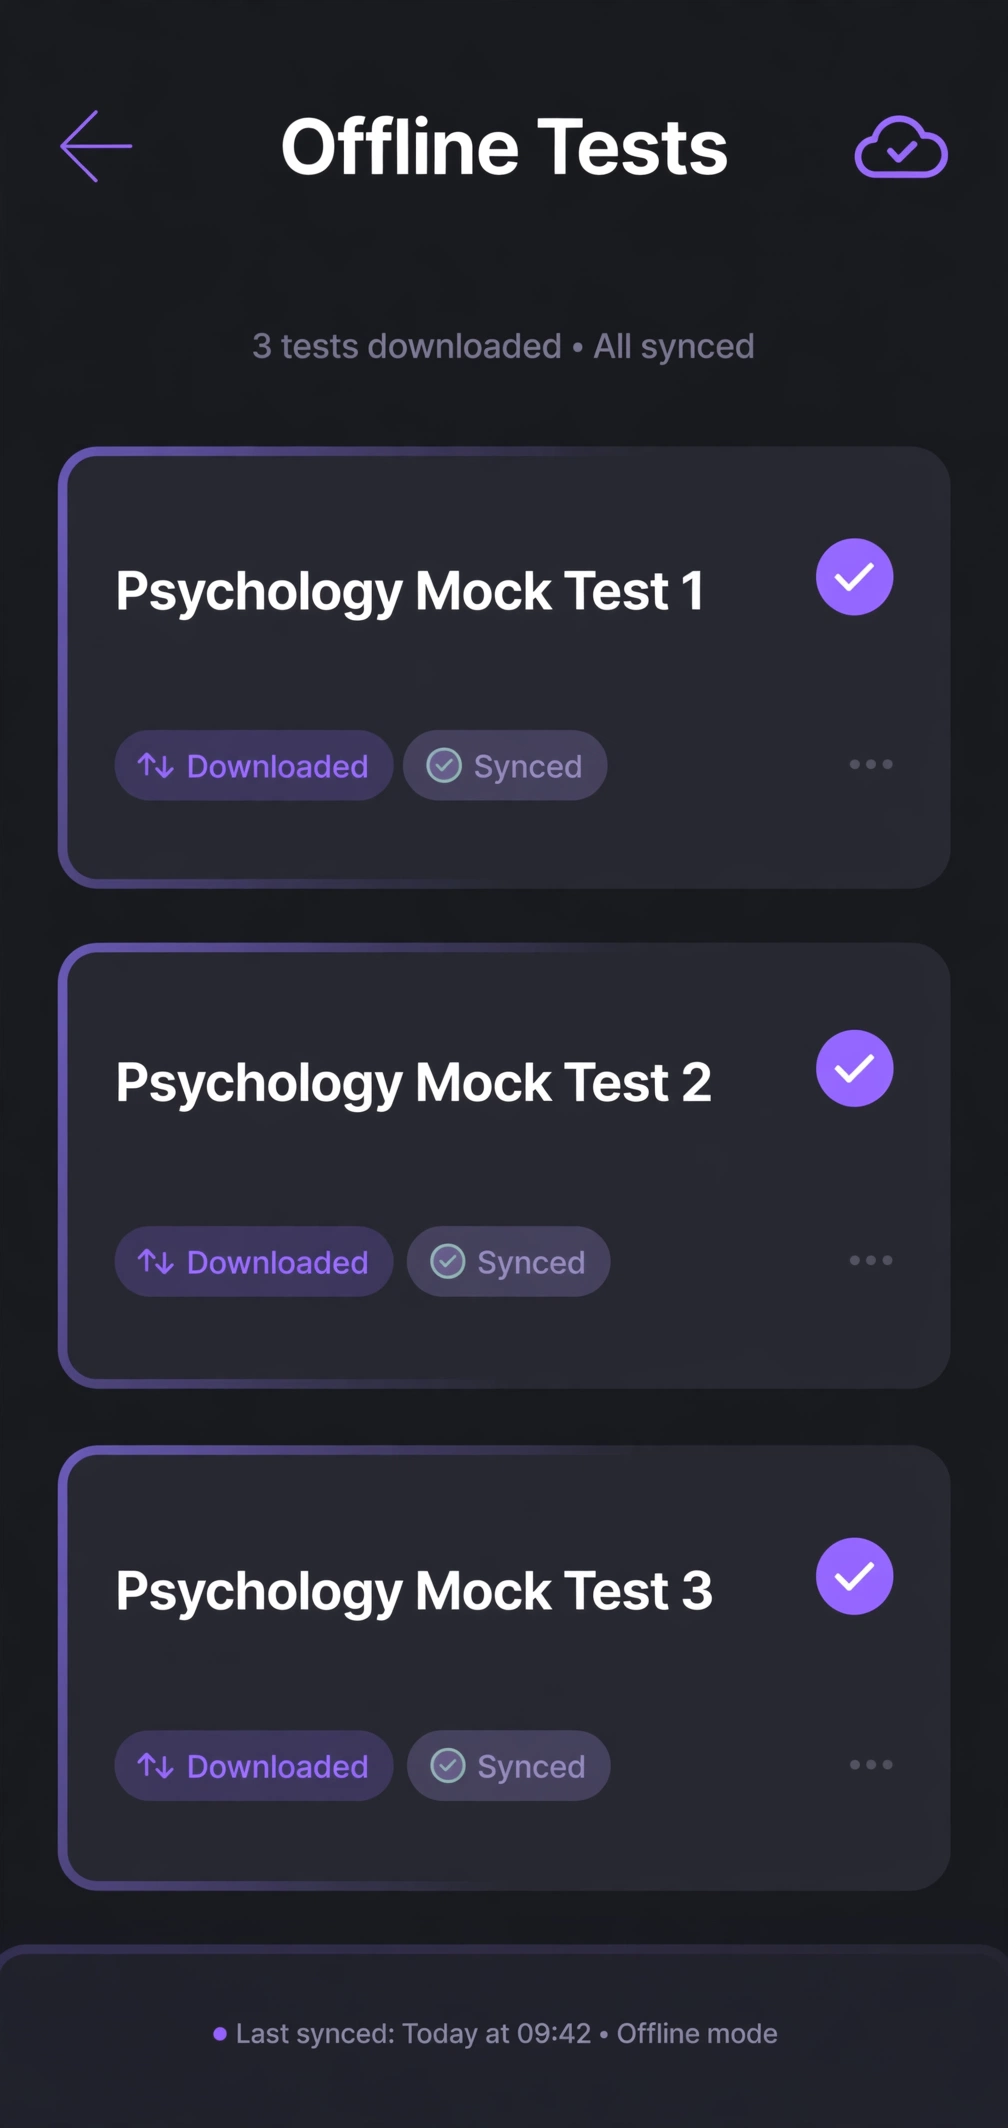 Offline Tests
3 tests downloaded • All synced
Psychology Mock Test 1
Downloaded Synced
Psychology Mock Test 2
Downloaded Synced
Psychology Mock Test 3
Downloaded Synced
Last synced: Today at 09:42 • Offline mode